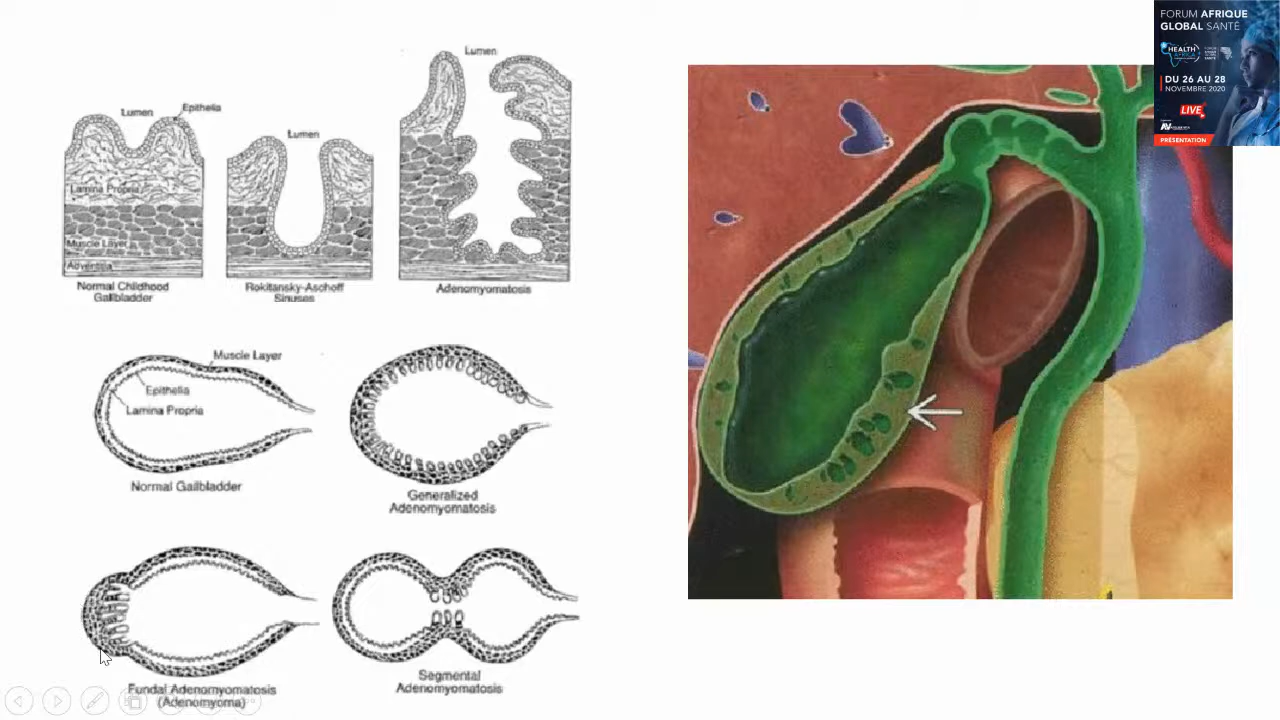 FORUM AFRIQUE
GLOBAL SANTÉ
HEALTH
AFRICA
DU 26 AU 28
NOVEMBRE 2020
LIVE
PRÉSENTATION
Lumen
Epithelia
Lamina Propria
Muscle Layer
Adventitia
Normal Childhood
Gallbladder
Lumen
Rokitansky-Aschoff
Sinuses
Lumen
Adenomyomatosis
Muscle Layer
Epithelia
Lamina Propria
Normal Gallbladder
Generalized
Adenomyomatosis
Fundal Adenomyomatosis
(Adenomyoma)
Segmental
Adenomyomatosis